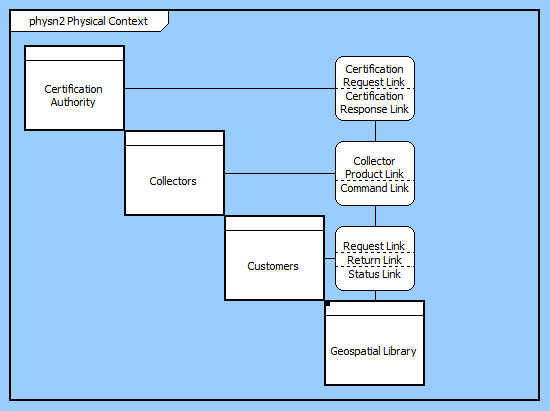 physn2 Physical Context
Certification
Authority
Certification
Request Link
Certification
Response Link
Collectors
Collector
Product Link
Command Link
Customers
Request Link
Return Link
Status Link
Geospatial Library